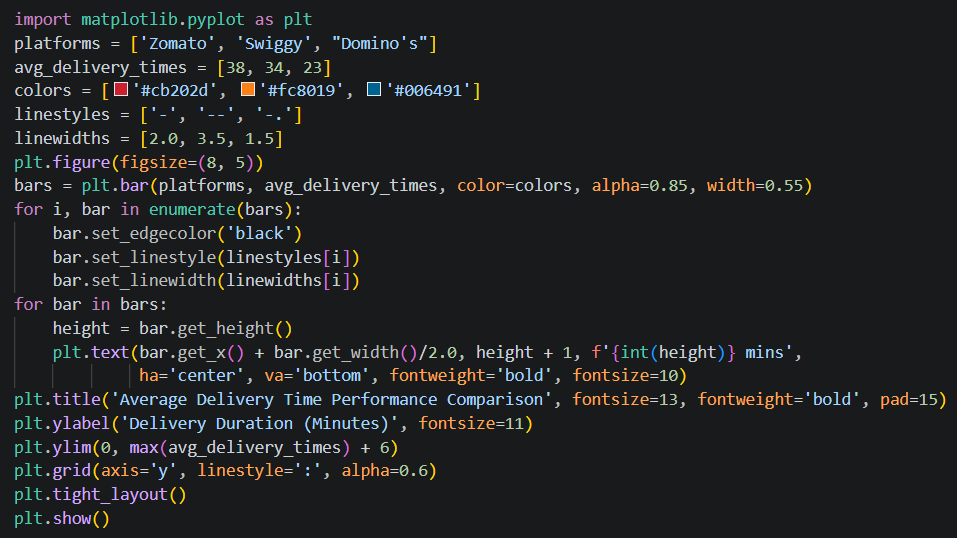 import matplotlib.pyplot as plt
platforms = ['Zomato', 'Swiggy', "Domino's"]
avg_delivery_times = [38, 34, 23]
colors = ['#cb202d', '#fc8019', '#006491']
linestyles = ['-', '--', '-.']
linewidths = [2.0, 3.5, 1.5]
plt.figure(figsize=(8, 5))
bars = plt.bar(platforms, avg_delivery_times, color=colors, alpha=0.85, width=0.55)
for i, bar in enumerate(bars):
    bar.set_edgecolor('black')
    bar.set_linestyle(linestyles[i])
    bar.set_linewidth(linewidths[i])
for bar in bars:
    height = bar.get_height()
    plt.text(bar.get_x() + bar.get_width()/2.0, height + 1, f'{int(height)} mins',
             ha='center', va='bottom', fontweight='bold', fontsize=10)
plt.title('Average Delivery Time Performance Comparison', fontsize=13, fontweight='bold', pad=15)
plt.ylabel('Delivery Duration (Minutes)', fontsize=11)
plt.ylim(0, max(avg_delivery_times) + 6)
plt.grid(axis='y', linestyle=':', alpha=0.6)
plt.tight_layout()
plt.show()